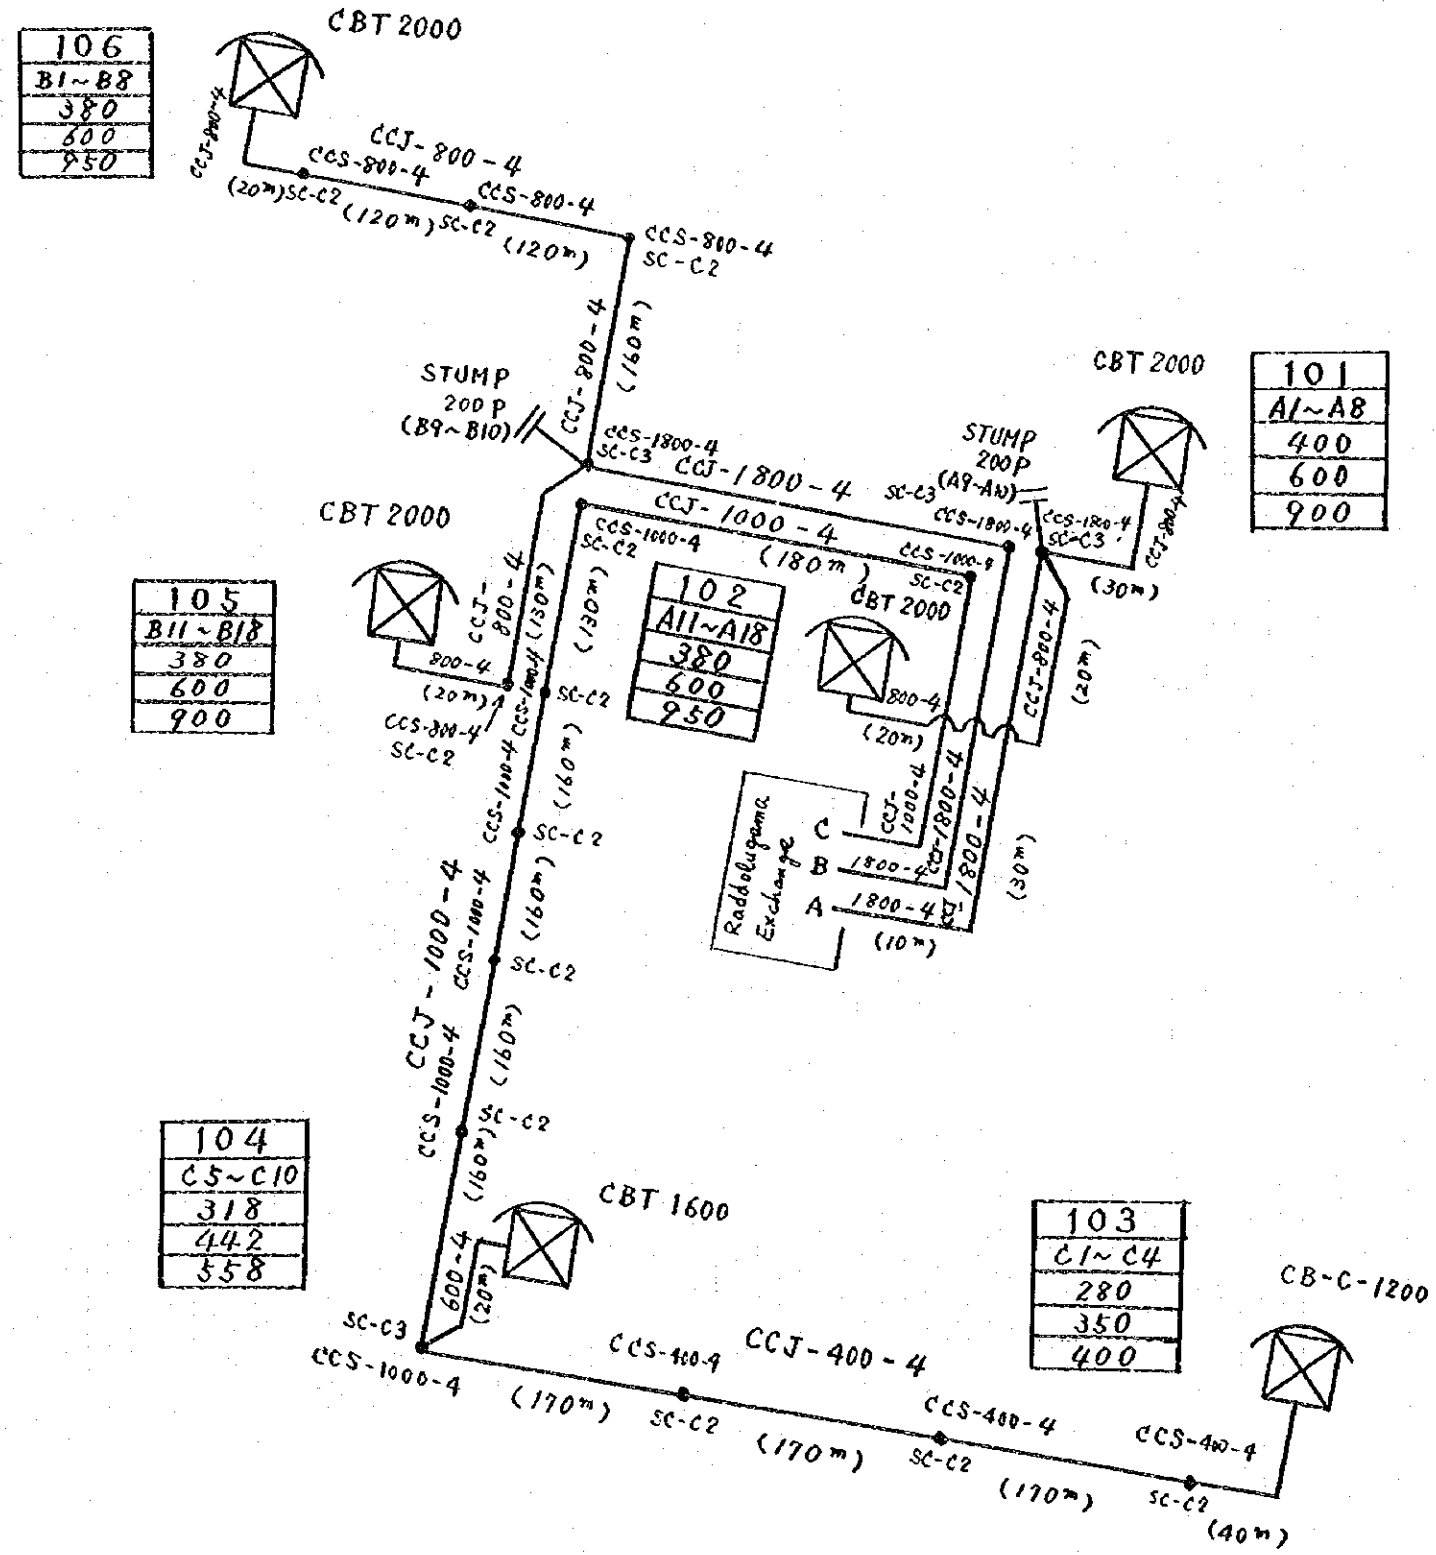 CBT 2000
106
B1~B8
380
600
950
CCJ-800-4
CCJ-800-4
CCS-800-4
(20m)
SC-C2
(120m)
CCS-800-4
SC-C2
(120m)
CCS-800-4
SC-C2
CCJ-800-4
(160m)
STUMP
200P
(B9~B10)
CCS-1800-4
SC-C3
CCJ-1800-4
CBT 2000
101
A1~A8
400
600
900
STUMP
200P
(A9-A10)
SC-C3
CCS-1800-4
CCS-1800-4
SC-C3
CCJ-800-4
(30m)
CCJ-1000-4
(180m)
CCS-1000-4
SC-C2
CCS-1000-4
SC-C2
CBT 2000
105
B11~B18
380
600
900
800-4
(20m)
CCJ-
800-4
(130m)
CCS-800-4
SC-C2
CCS-1000-4
(130m)
SC-C2
102
A11~A18
380
600
950
CBT 2000
800-4
(20m)
CCJ-800-4
(20m)
CCS-1000-4
(160m)
SC-C2
Raddolugama
Exchange
C
B
A
CCJ-
1000-4
1800-4
CCJ-1800-4
1800-4
CCJ-1800-4
(10m)
(30m)
CCJ-1000-4
CCS-1000-4
(160m)
SC-C2
CCS-1000-4
(160m)
SC-C2
(160m)
104
C5~C10
318
442
558
CBT 1600
600-4
(20m)
SC-C3
CCS-1000-4
(170m)
CCS-400-4
SC-C2
CCJ-400-4
(170m)
CCS-400-4
SC-C2
(170m)
CCS-400-4
SC-C2
(40m)
103
C1~C4
280
350
400
CB-C-1200